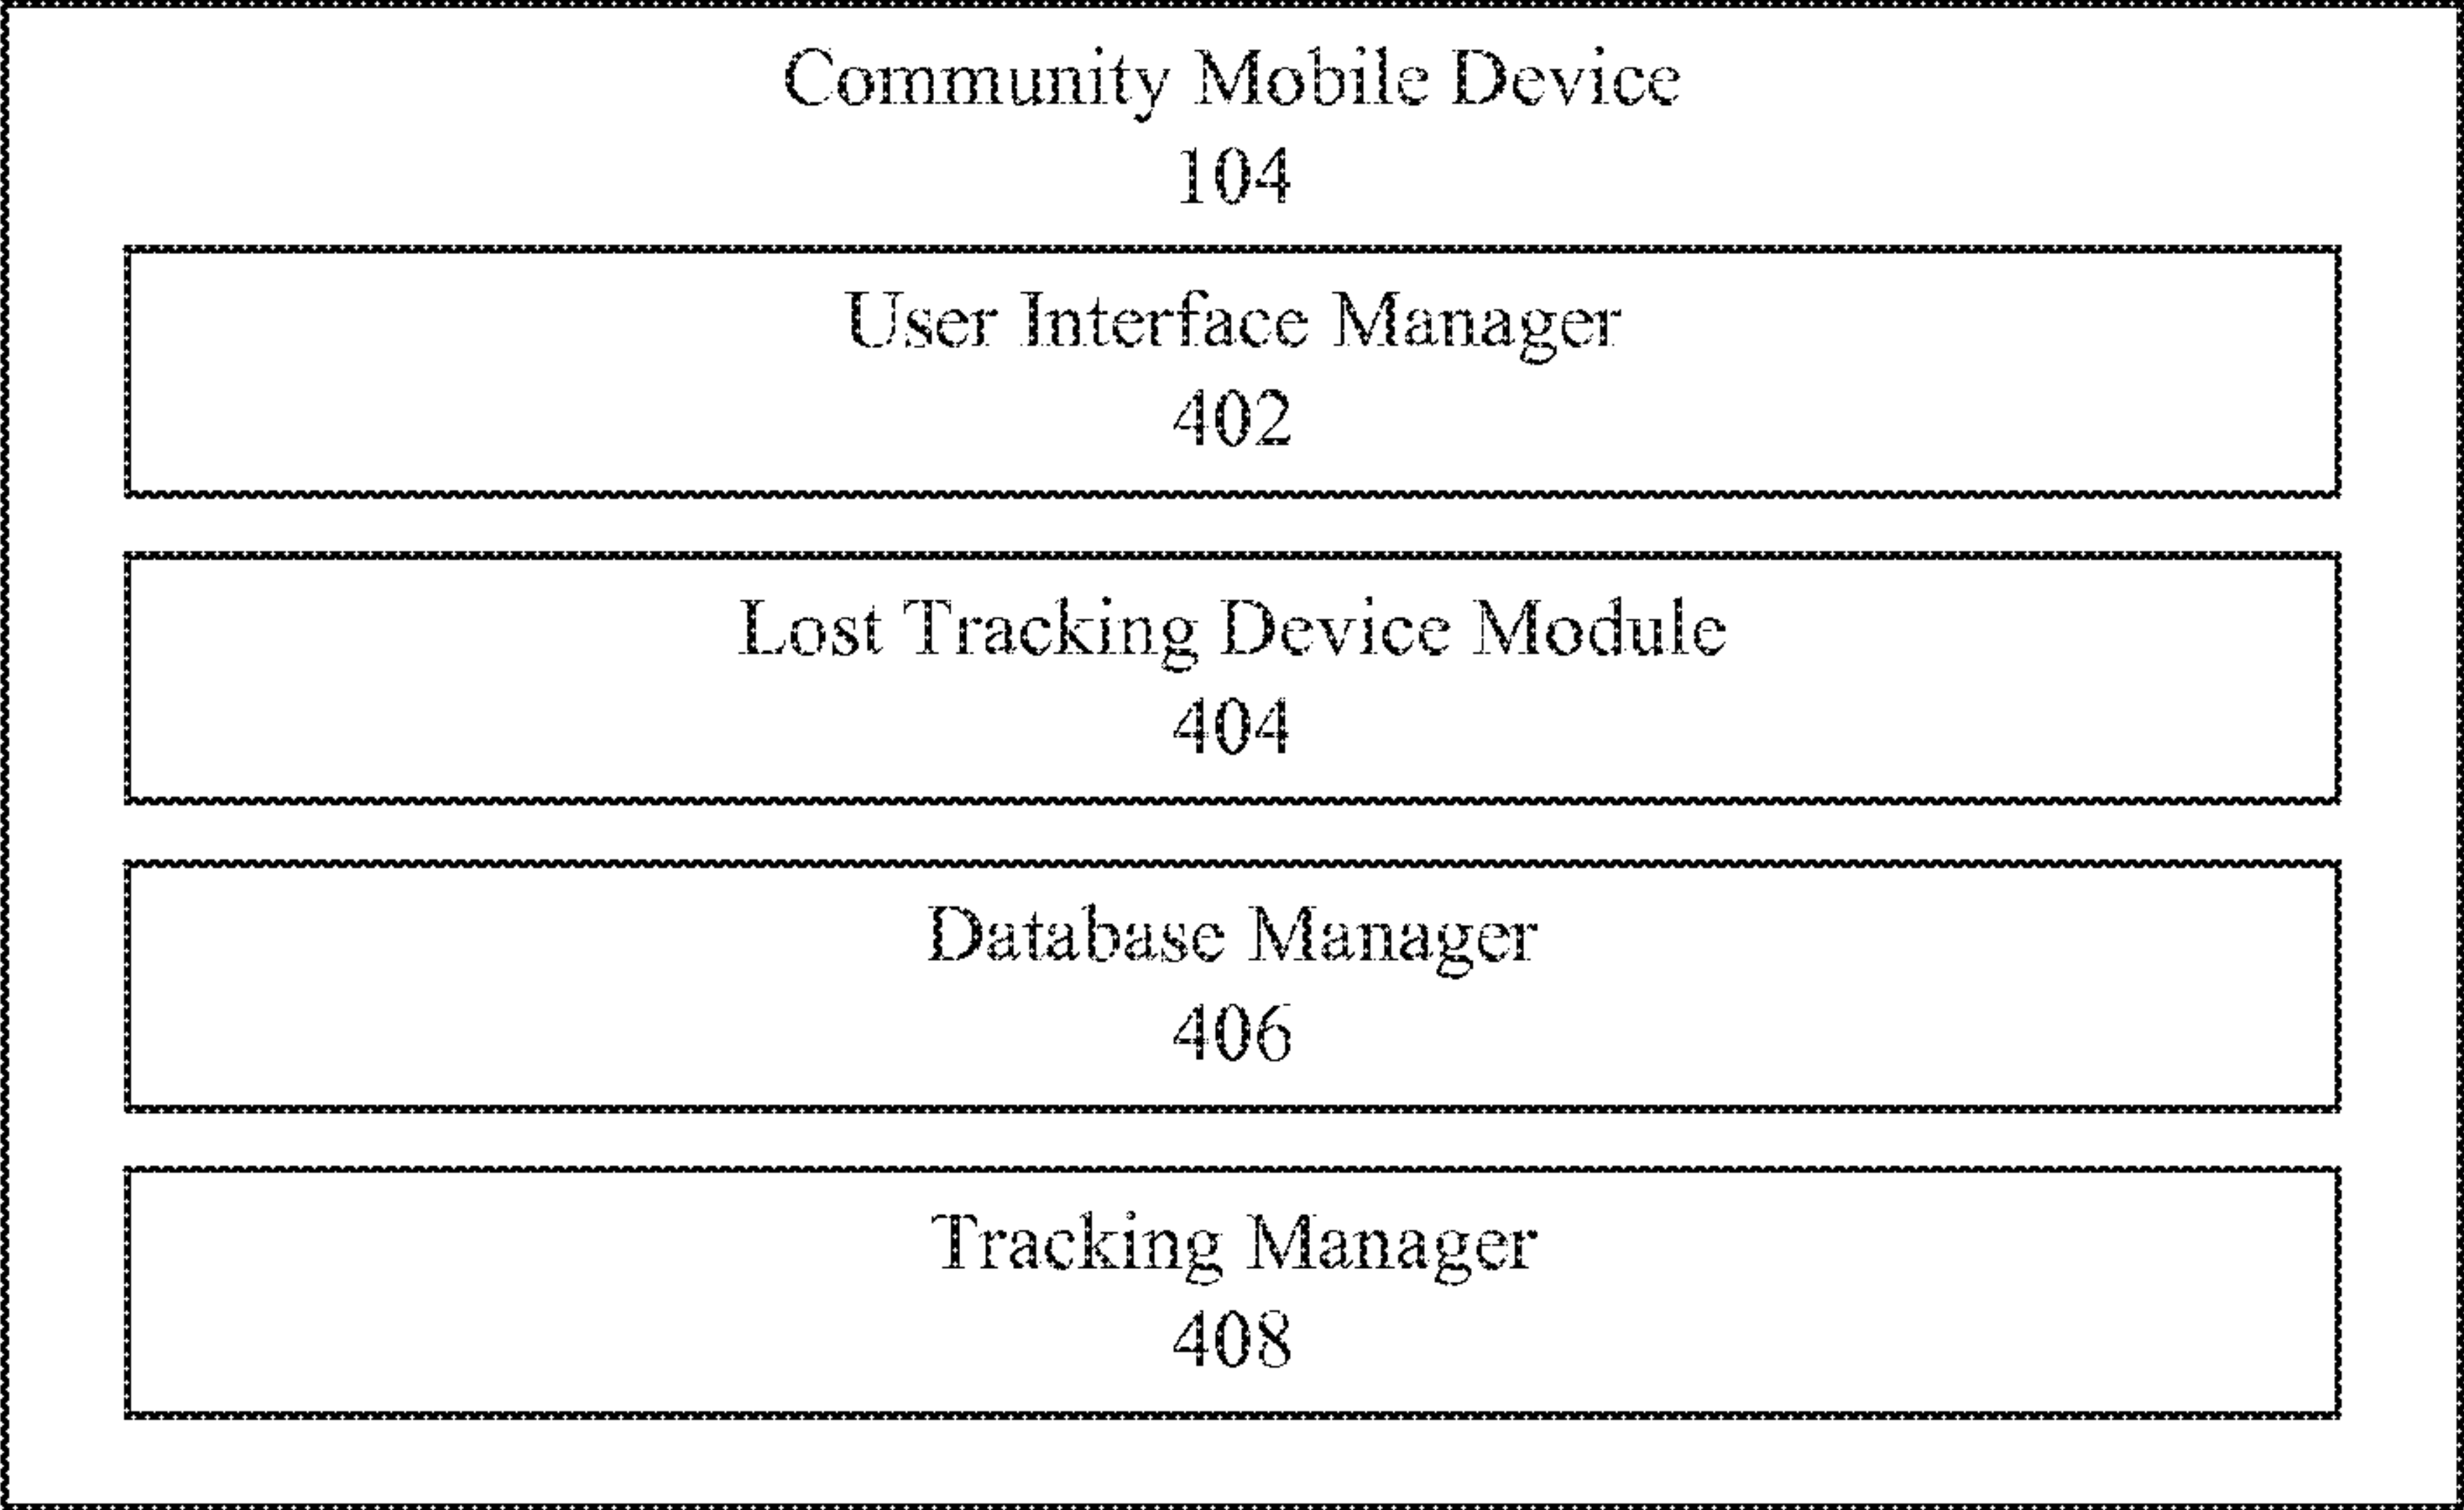 Community Mobile Device
104
User Interface Manager
402
Lost Tracking Device Module
404
Database Manager
406
Tracking Manager
408